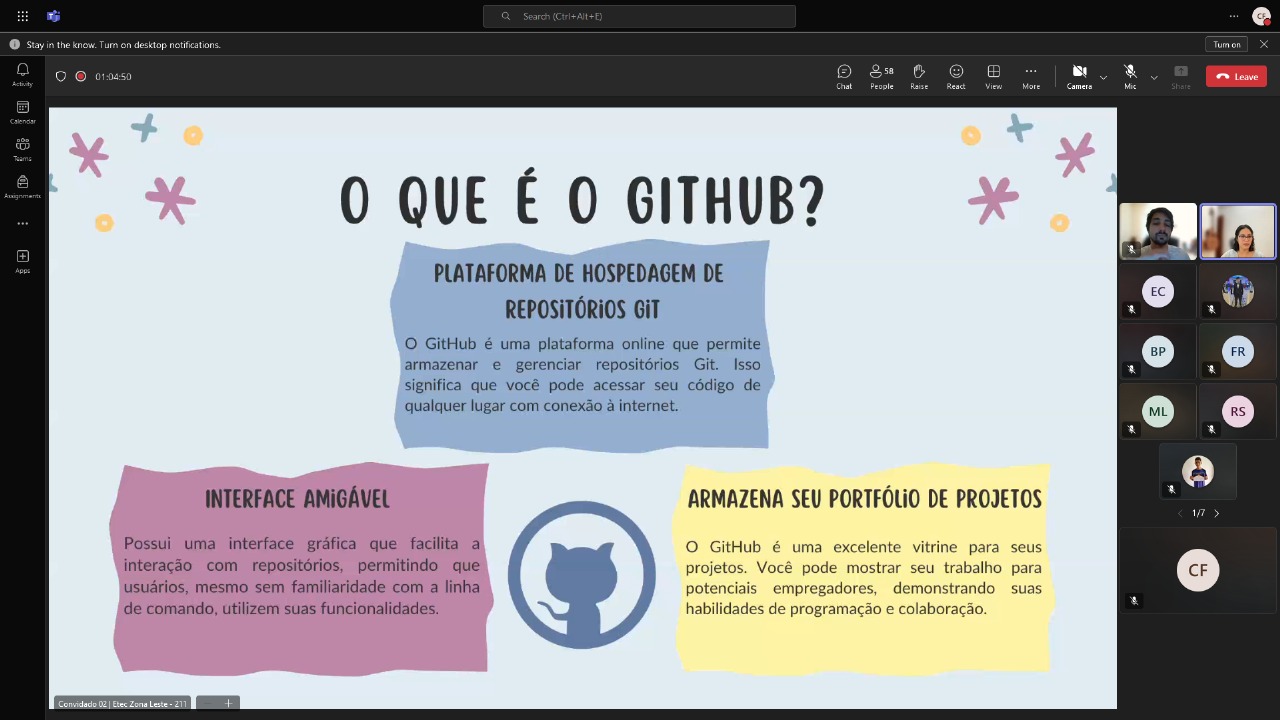 Search (Ctrl+Alt+E)
CF
Stay in the know. Turn on desktop notifications.
Turn on
Activity
Calendar
Teams
Assignments
Apps
01:04:50
Chat
58
People
Raise
React
View
More
Camera
Mic
Share
Leave
O QUE É O GITHUB?
PLATAFORMA DE HOSPEDAGEM DE
REPOSITÓRIOS GIT
O GitHub é uma plataforma online que permite
armazenar e gerenciar repositórios Git. Isso
significa que você pode acessar seu código de
qualquer lugar com conexão à internet.
INTERFACE AMIGÁVEL
Possui uma interface gráfica que facilita a
interação com repositórios, permitindo que
usuários, mesmo sem familiaridade com a linha
de comando, utilizem suas funcionalidades.
ARMAZENA SEU PORTFÓLIO DE PROJETOS
O GitHub é uma excelente vitrine para seus
projetos. Você pode mostrar seu trabalho para
potenciais empregadores, demonstrando suas
habilidades de programação e colaboração.
Convidado 02 | Etec Zona Leste - 211
EC
BP
FR
ML
RS
1/7
CF